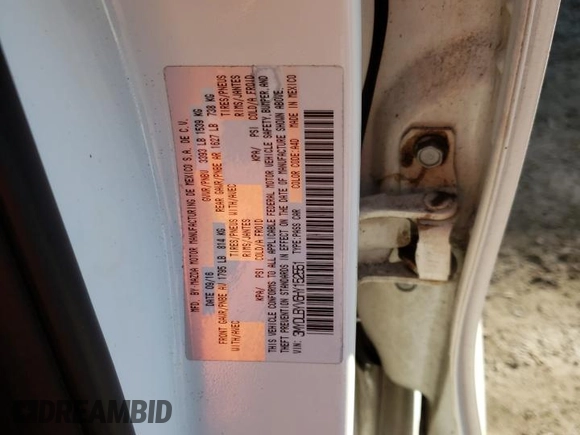 MFD. BY MAZDA MOTOR MANUFACTURING DE MEXICO S.A. DE C.V.
DATE 09/16 GVWR/PNBV 3393 LB 1539 KG
FRONT GAWR/PNBE AV 1795 LB 814 KG REAR GAWR/PNBE AR 1627 LB 738 KG
WITH/AVEC TIRES/PNEUS WITH/AVEC TIRES/PNEUS
RIMS/JANTES RIMS/JANTES
KPA/ PSI COLD/A FROID KPA/ PSI COLD/A FROID
THIS VEHICLE CONFORMS TO ALL APPLICABLE FEDERAL MOTOR VEHICLE SAFETY, BUMPER, AND
THEFT PREVENTION STANDARDS IN EFFECT ON THE DATE OF MANUFACTURE SHOWN ABOVE.
VIN: TYPE: PASS CAR COLOR CODE: A4D MADE IN MEXICO
DREAMBID